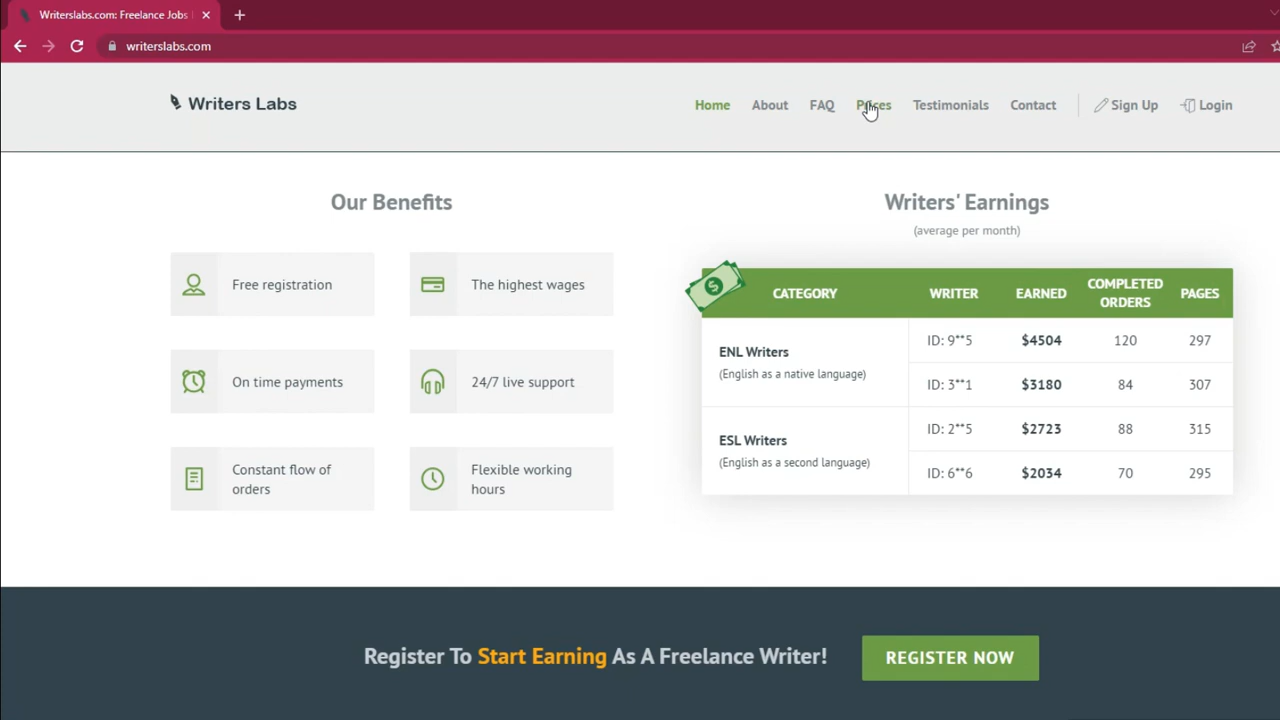 Writerslabs.com: Freelance Jobs
writerslabs.com
Writers Labs
Home About FAQ Prices Testimonials Contact Sign Up Login
Our Benefits
Free registration
The highest wages
On time payments
24/7 live support
Constant flow of
orders
Flexible working
hours
Writers' Earnings
(average per month)
CATEGORY WRITER EARNED COMPLETED ORDERS PAGES
ENL Writers
(English as a native language)
ID: 9**5 $4504 120 297
ID: 3**1 $3180 84 307
ESL Writers
(English as a second language)
ID: 2**5 $2723 88 315
ID: 6**6 $2034 70 295
Register To Start Earning As A Freelance Writer!
REGISTER NOW